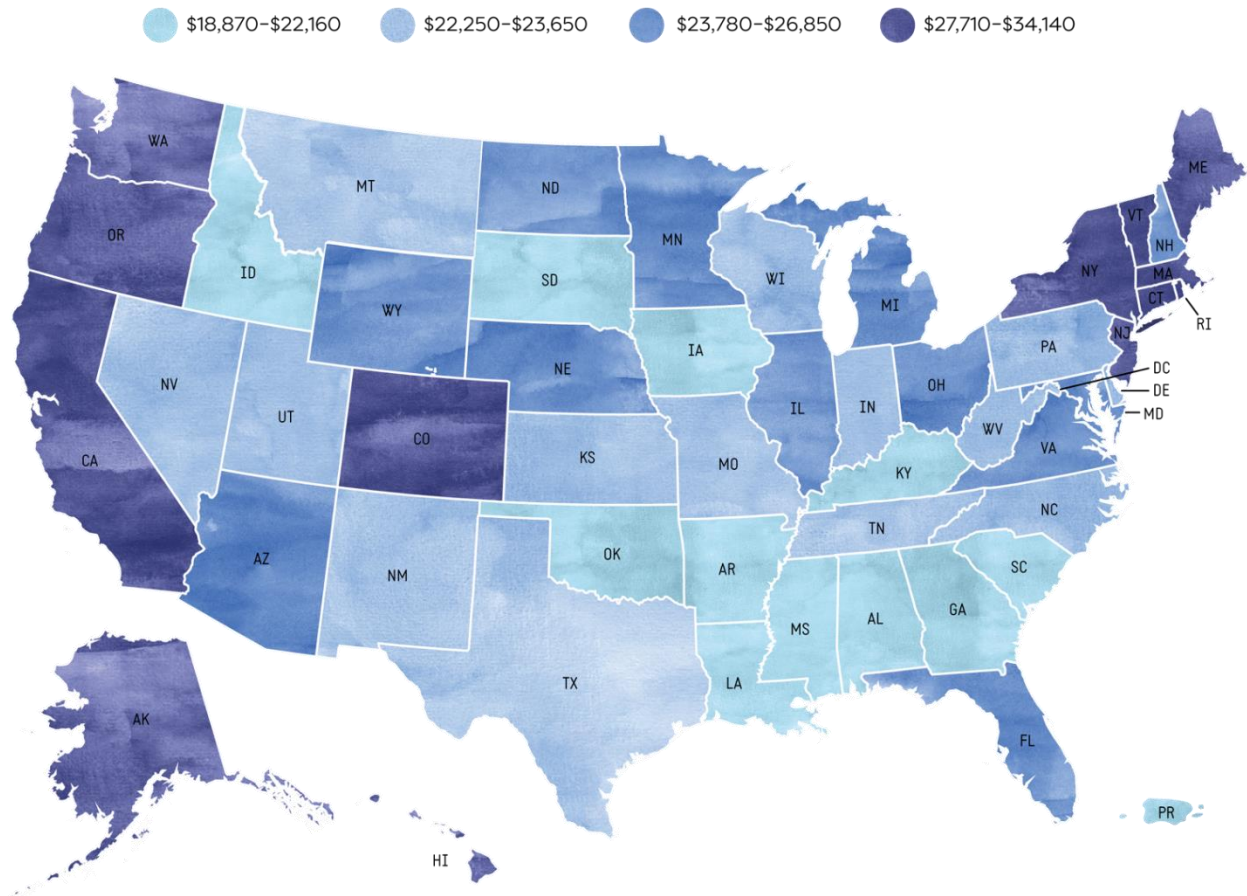 $18,870–$22,160
$22,250–$23,650
$23,780–$26,850
$27,710–$34,140
WA
MT
ND
ME
OR
ID
MN
VT
NH
NY
MA
SD
WI
CT
WY
MI
RI
NJ
IA
PA
NE
DC
NV
OH
DE
UT
IL
IN
MD
CO
WV
VA
CA
KS
MO
KY
NC
TN
AZ
OK
NM
AR
SC
GA
MS
AL
TX
LA
AK
FL
PR
HI